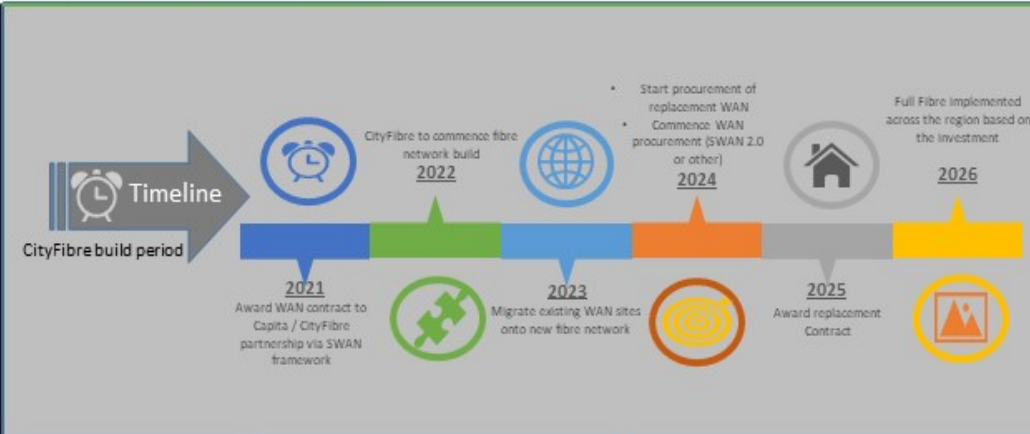 Timeline
CityFibre build period
2021
Award WAN contract to
Capita / CityFibre
partnership via SWAN
framework
CityFibre to commence fibre
network build
2022
2023
Migrate existing WAN sites
onto new fibre network
• Start procurement of
replacement WAN
• Commence WAN
procurement (SWAN 2.0
or other)
2024
2025
Award replacement
Contract
Full Fibre implemented
across the region based on
the investment
2026